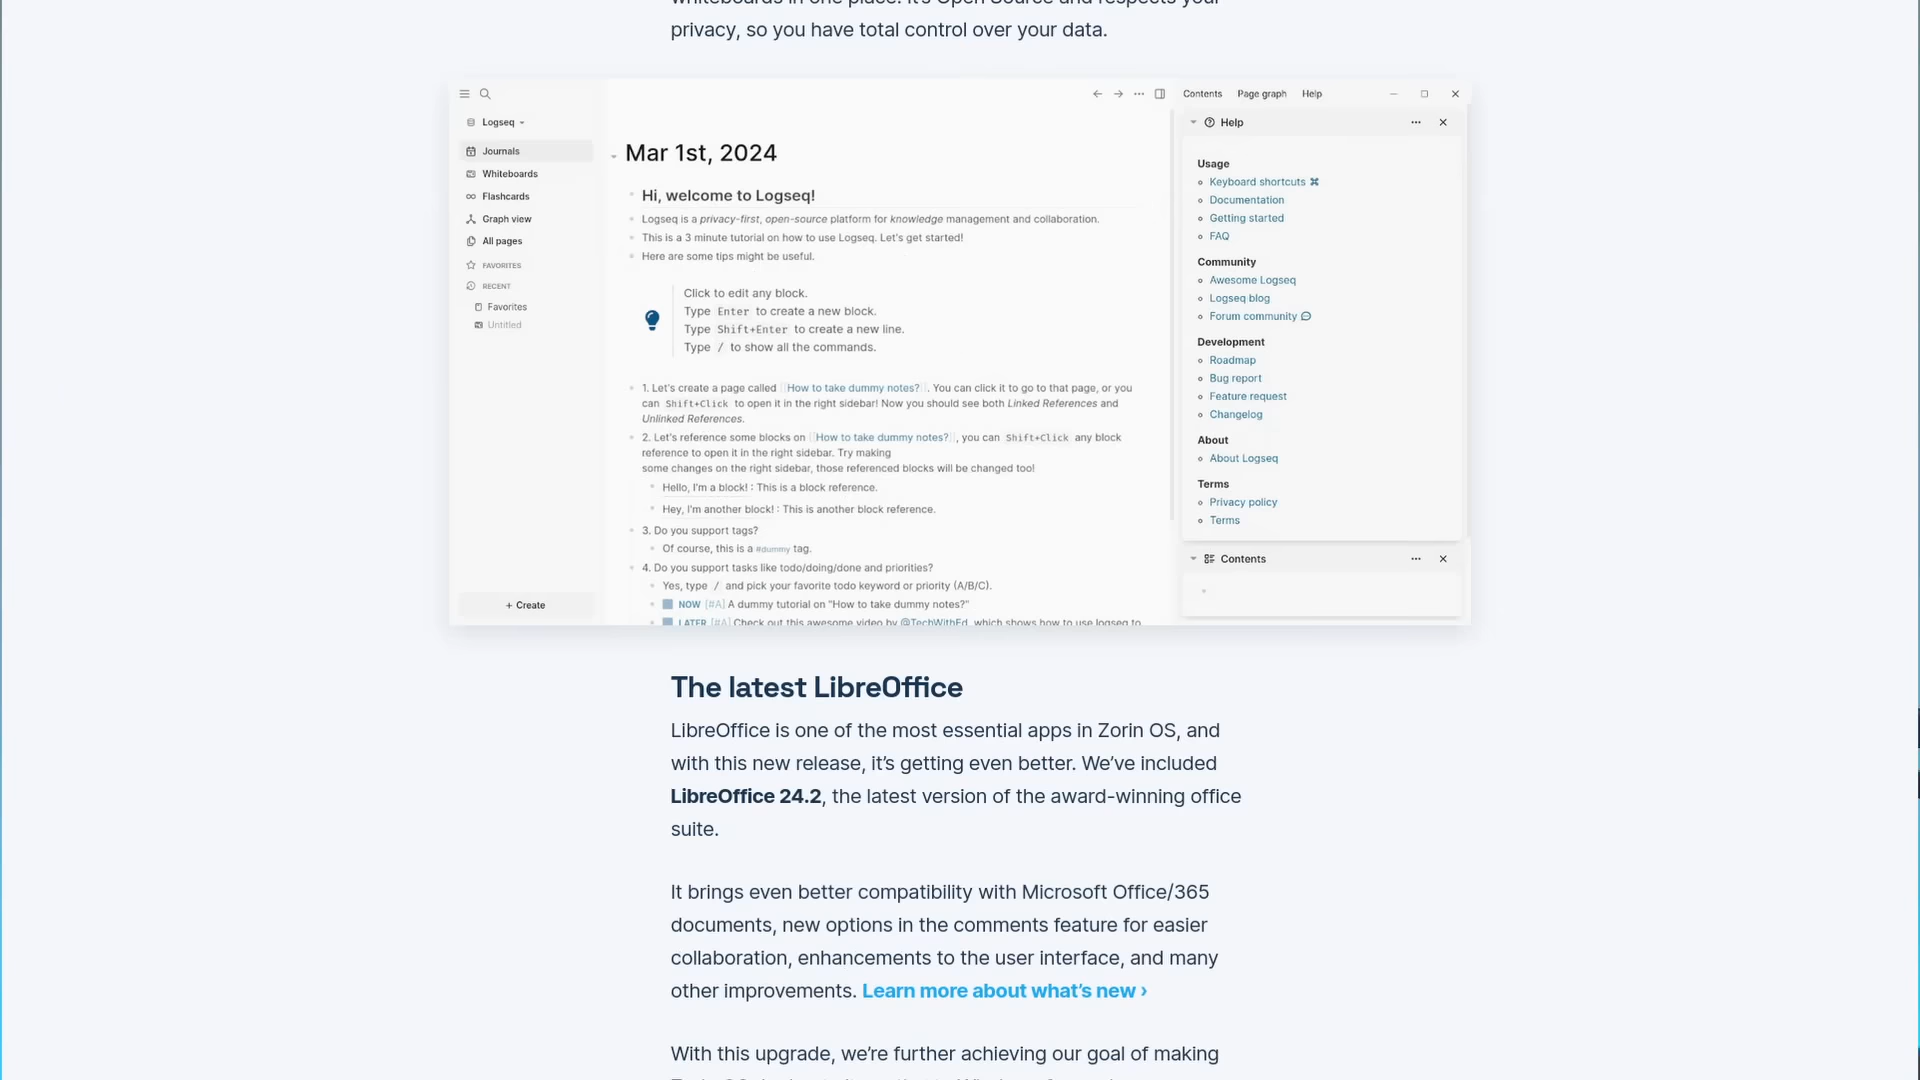 privacy, so you have total control over your data.
Contents Page graph Help
Logseq
Journals
Whiteboards
Flashcards
Graph view
All pages
FAVORITES
RECENT
Favorites
Untitled
+ Create
Mar 1st, 2024
Hi, welcome to Logseq!
Logseq is a privacy-first, open-source platform for knowledge management and collaboration.
This is a 3 minute tutorial on how to use Logseq. Let's get started!
Here are some tips might be useful.
Click to edit any block.
Type Enter to create a new block.
Type Shift+Enter to create a new line.
Type / to show all the commands.
1. Let's create a page called [[How to take dummy notes?]]. You can click it to go to that page, or you
can Shift+Click to open it in the right sidebar! Now you should see both Linked References and
Unlinked References.
2. Let's reference some blocks on [[How to take dummy notes?]], you can Shift+Click any block
reference to open it in the right sidebar. Try making
some changes on the right sidebar, those referenced blocks will be changed too!
Hello, I'm a block! : This is a block reference.
Hey, I'm another block! : This is another block reference.
3. Do you support tags?
Of course, this is a #dummy tag.
4. Do you support tasks like todo/doing/done and priorities?
Yes, type / and pick your favorite todo keyword or priority (A/B/C).
NOW [#A] A dummy tutorial on "How to take dummy notes?"
LATER [#A] Check out this awesome video by @TechWithEd, which shows how to use logseq to
Help
Usage
Keyboard shortcuts ⌘
Documentation
Getting started
FAQ
Community
Awesome Logseq
Logseq blog
Forum community
Development
Roadmap
Bug report
Feature request
Changelog
About
About Logseq
Terms
Privacy policy
Terms
Contents
The latest LibreOffice
LibreOffice is one of the most essential apps in Zorin OS, and
with this new release, it’s getting even better. We’ve included
LibreOffice 24.2, the latest version of the award-winning office
suite.
It brings even better compatibility with Microsoft Office/365
documents, new options in the comments feature for easier
collaboration, enhancements to the user interface, and many
other improvements. Learn more about what’s new ›
With this upgrade, we’re further achieving our goal of making